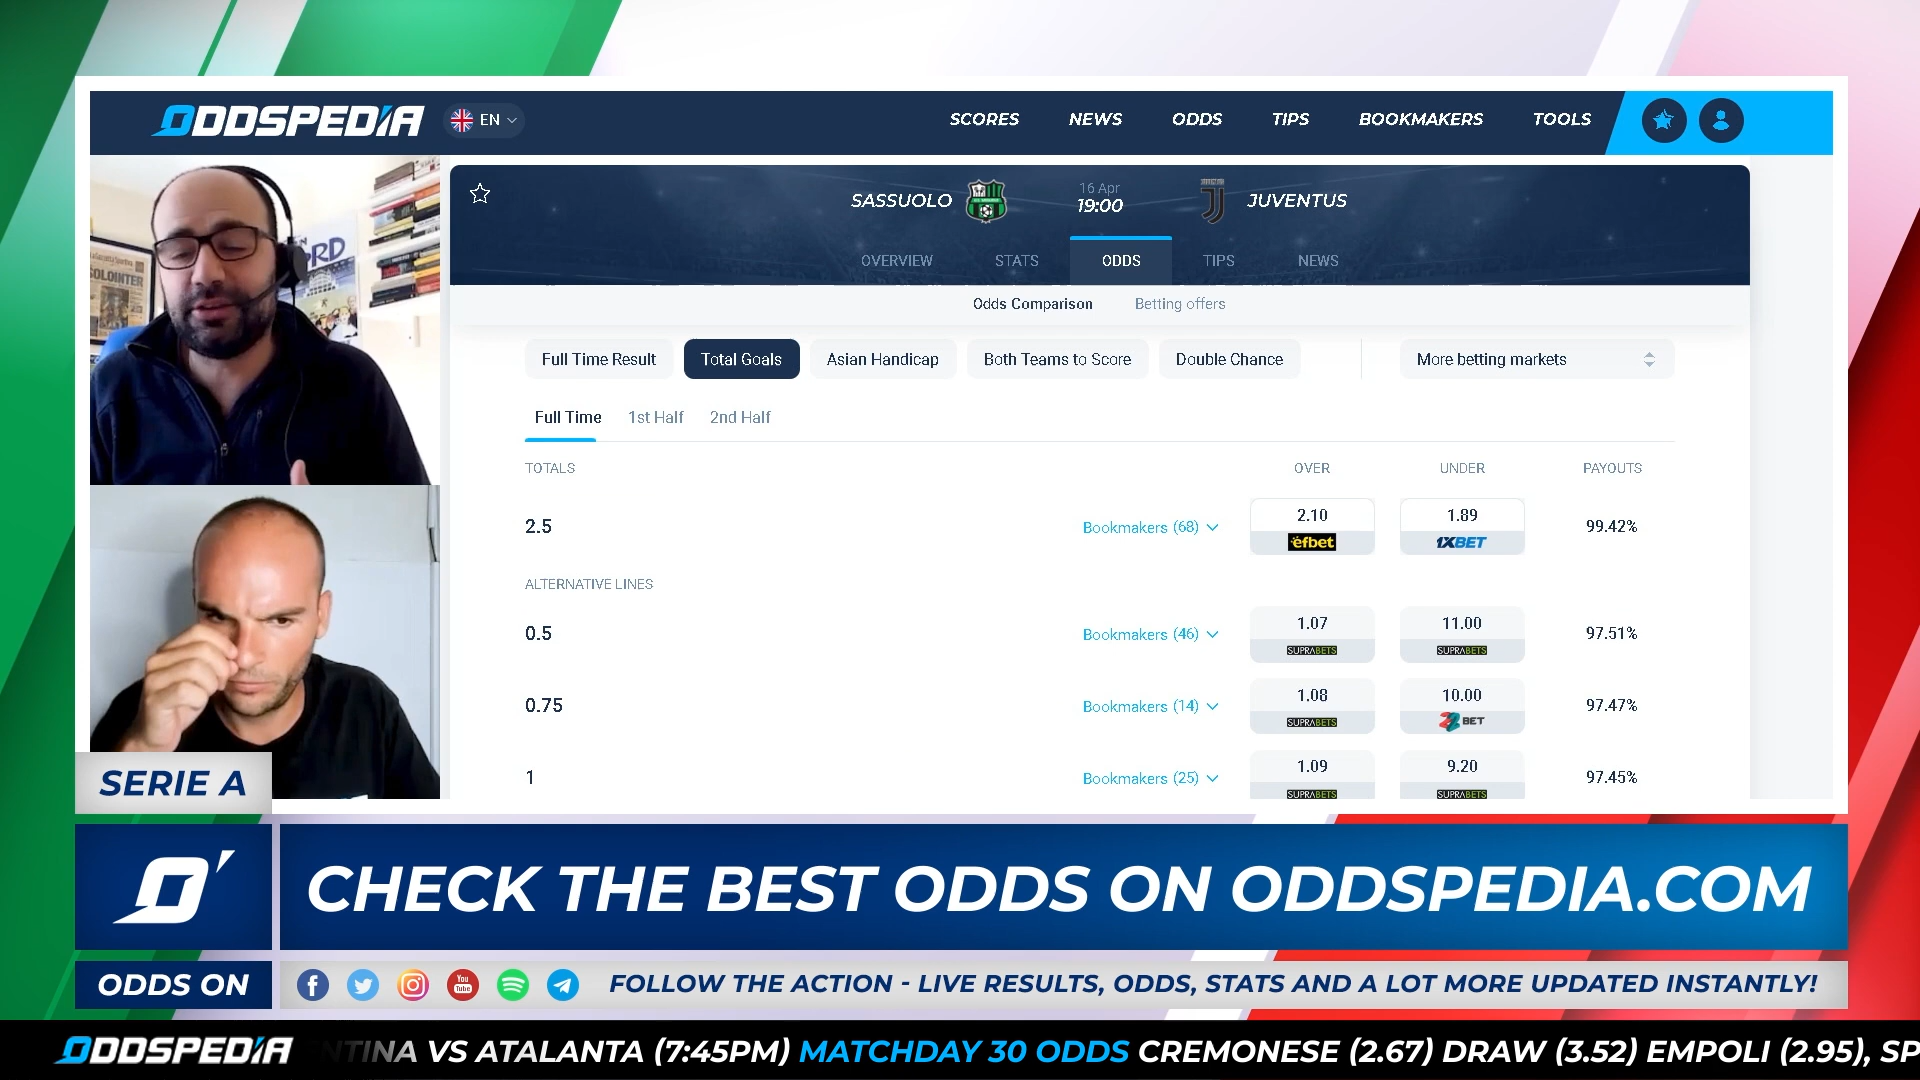 ODDSPEDIA
EN
SCORES NEWS ODDS TIPS BOOKMAKERS TOOLS
SASSUOLO
16 Apr
19:00
JUVENTUS
OVERVIEW STATS ODDS TIPS NEWS
Odds Comparison Betting offers
Full Time Result Total Goals Asian Handicap Both Teams to Score Double Chance More betting markets
Full Time 1st Half 2nd Half
TOTALS OVER UNDER PAYOUTS
2.5 Bookmakers (68) 2.10 1.89 99.42%
efbet 1XBET
ALTERNATIVE LINES
0.5 Bookmakers (46) 1.07 11.00 97.51%
SUPRABETS SUPRABETS
0.75 Bookmakers (14) 1.08 10.00 97.47%
SUPRABETS 22BET
1 Bookmakers (25) 1.09 9.20 97.45%
SUPRABETS SUPRABETS
SOLOINTER
SERIE A
CHECK THE BEST ODDS ON ODDSPEDIA.COM
ODDS ON
You Tube
FOLLOW THE ACTION - LIVE RESULTS, ODDS, STATS AND A LOT MORE UPDATED INSTANTLY!
ODDSPEDIA
NTINA VS ATALANTA (7:45PM) MATCHDAY 30 ODDS CREMONESE (2.67) DRAW (3.52) EMPOLI (2.95), SP